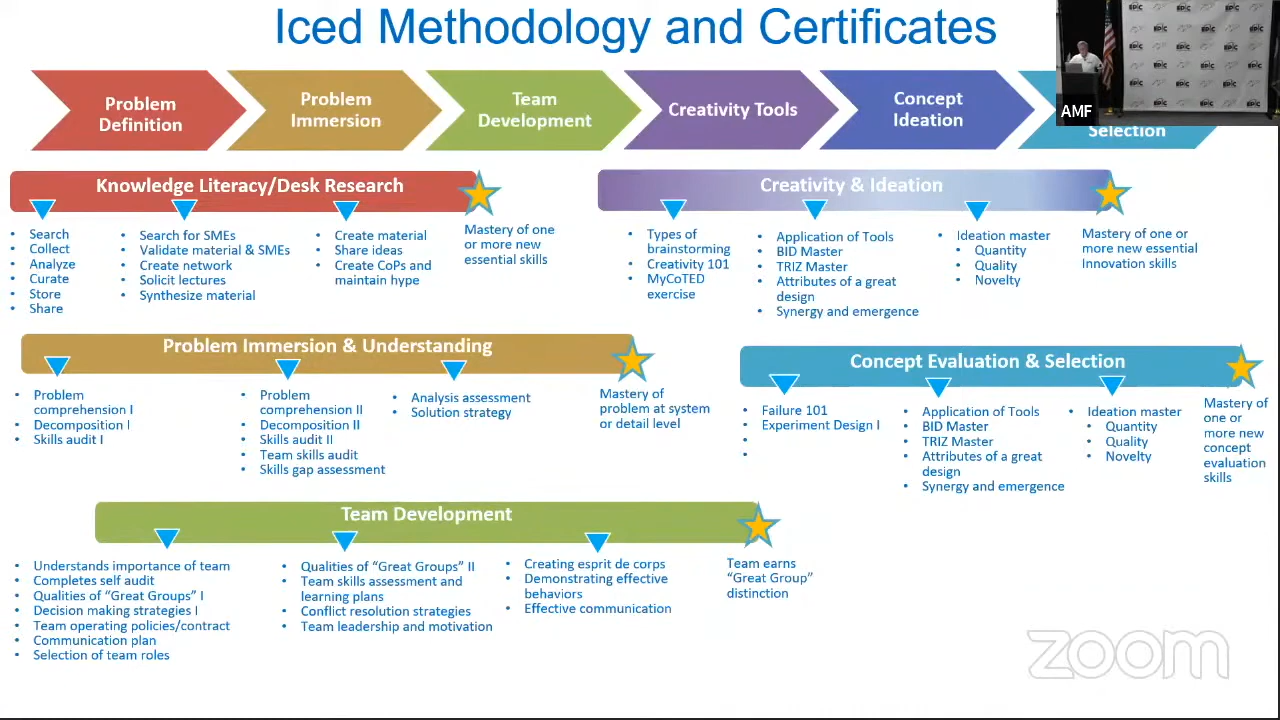 Iced Methodology and Certificates
Problem
Definition
Problem
Immersion
Team
Development
Creativity Tools
Concept
Ideation
Selection
AMF
EPIC
Knowledge Literacy/Desk Research
• Search
• Collect
• Analyze
• Curate
• Store
• Share
• Search for SMEs
• Validate material & SMEs
• Create network
• Solicit lectures
• Synthesize material
• Create material
• Share ideas
• Create CoPs and
maintain hype
Mastery of one
or more new
essential skills
Creativity & Ideation
• Types of
brainstorming
• Creativity 101
• MyCoTED
exercise
• Application of Tools
• BID Master
• TRIZ Master
• Attributes of a great
design
• Synergy and emergence
• Ideation master
• Quantity
• Quality
• Novelty
Mastery of one or
more new essential
Innovation skills
Problem Immersion & Understanding
• Problem
comprehension I
• Decomposition I
• Skills audit I
• Problem
comprehension II
• Decomposition II
• Skills audit II
• Team skills audit
• Skills gap assessment
• Analysis assessment
• Solution strategy
Mastery of
problem at system
or detail level
Concept Evaluation & Selection
• Failure 101
• Experiment Design I
•
•
• Application of Tools
• BID Master
• TRIZ Master
• Attributes of a great
design
• Synergy and emergence
• Ideation master
• Quantity
• Quality
• Novelty
Mastery of
one or
more new
concept
evaluation
skills
Team Development
• Understands importance of team
• Completes self audit
• Qualities of “Great Groups” I
• Decision making strategies I
• Team operating policies/contract
• Communication plan
• Selection of team roles
• Qualities of “Great Groups” II
• Team skills assessment and
learning plans
• Conflict resolution strategies
• Team leadership and motivation
• Creating esprit de corps
• Demonstrating effective
behaviors
• Effective communication
Team earns
“Great Group”
distinction
zoom